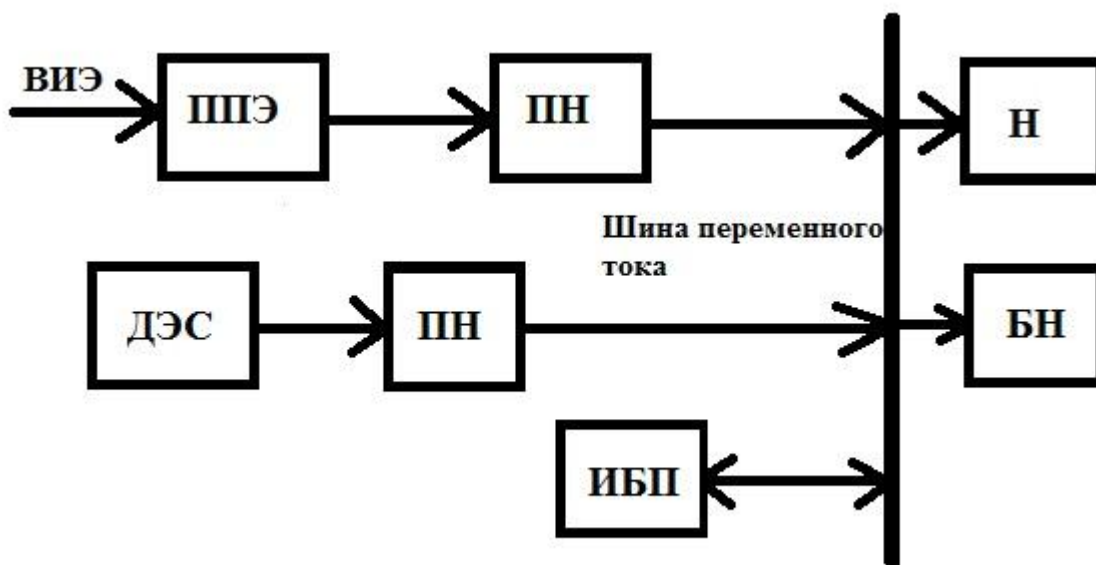 ВИЭ
ППЭ
ПН
Н
Шина переменного
тока
ДЭС
ПН
БН
ИБП